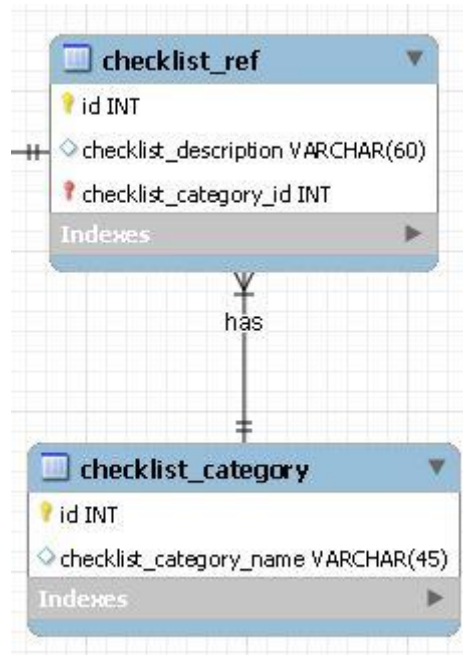 checklist_ref
id INT
checklist_description VARCHAR(60)
checklist_category_id INT
Indexes
has
checklist_category
id INT
checklist_category_name VARCHAR(45)
Indexes